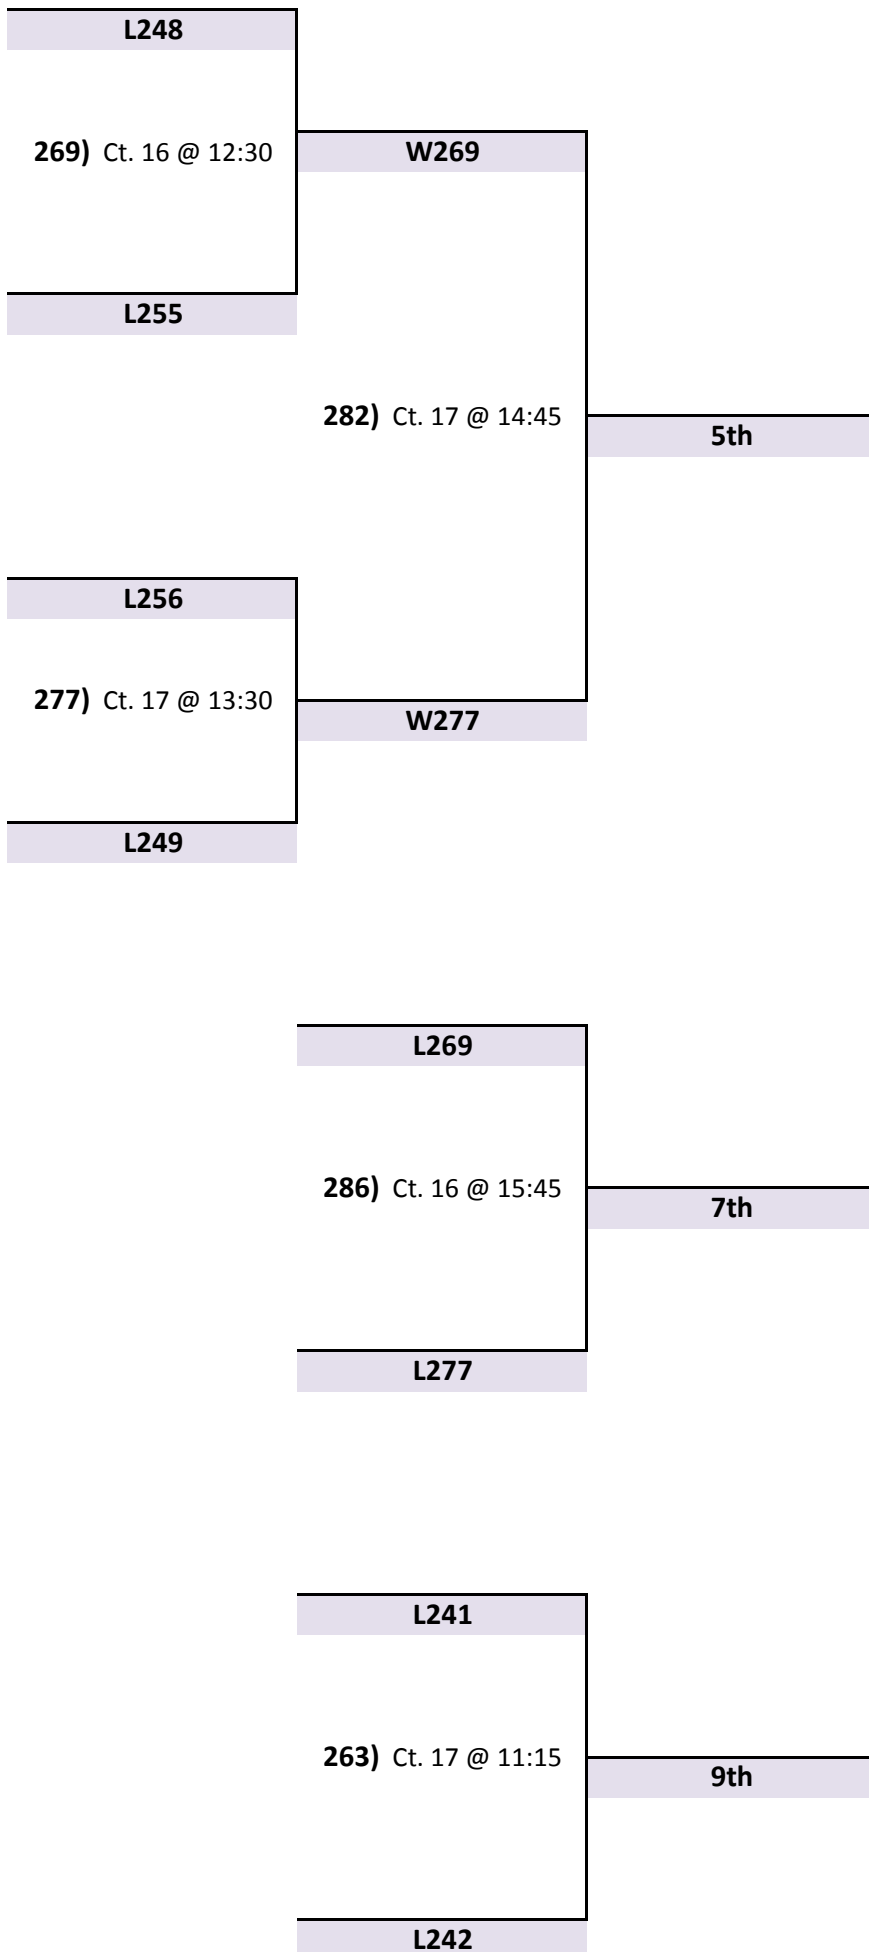 L248
269) Ct. 16 @ 12:30
W269
L255
282) Ct. 17 @ 14:45
5th
L256
277) Ct. 17 @ 13:30
W277
L249
L269
286) Ct. 16 @ 15:45
7th
L277
L241
263) Ct. 17 @ 11:15
9th
L242